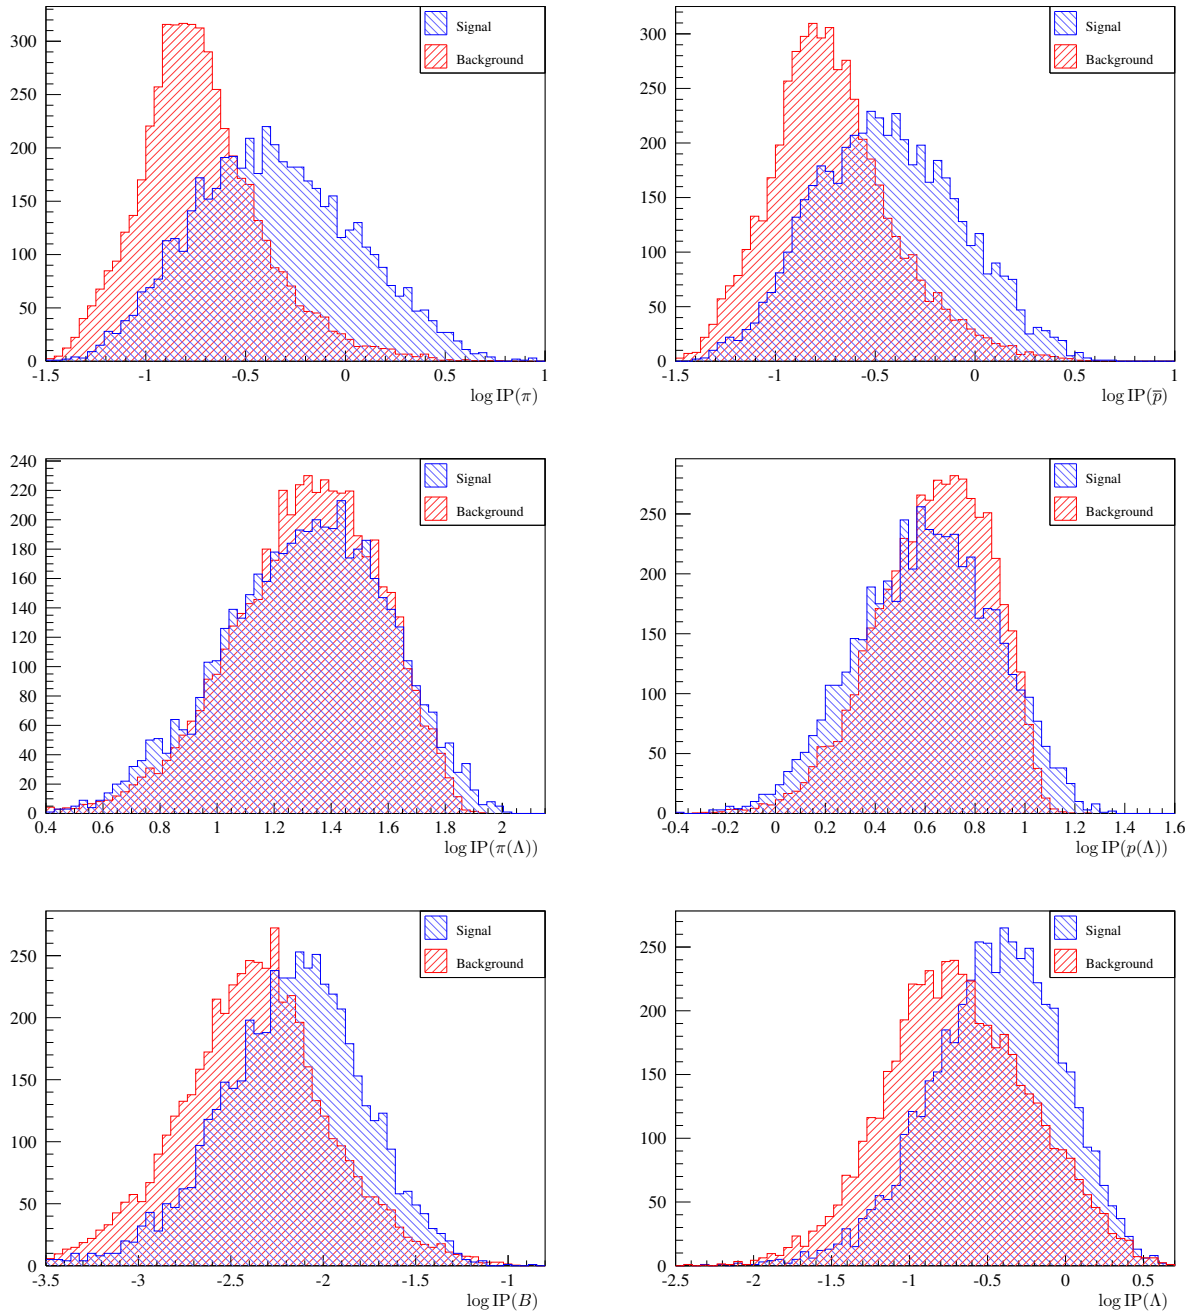 300
250
200
150
100
50
0
-1.5 -1 -0.5 0 0.5 1
log IP(π)
Signal
Background
300
250
200
150
100
50
0
-1.5 -1 -0.5 0 0.5 1
log IP(p̅)
Signal
Background
240
220
200
180
160
140
120
100
80
60
40
20
0
0.4 0.6 0.8 1 1.2 1.4 1.6 1.8 2
log IP(π(Λ))
Signal
Background
250
200
150
100
50
0
-0.4 -0.2 0 0.2 0.4 0.6 0.8 1 1.2 1.4 1.6
log IP(p(Λ))
Signal
Background
250
200
150
100
50
0
-3.5 -3 -2.5 -2 -1.5 -1
log IP(B)
Signal
Background
250
200
150
100
50
0
-2.5 -2 -1.5 -1 -0.5 0 0.5
log IP(Λ)
Signal
Background